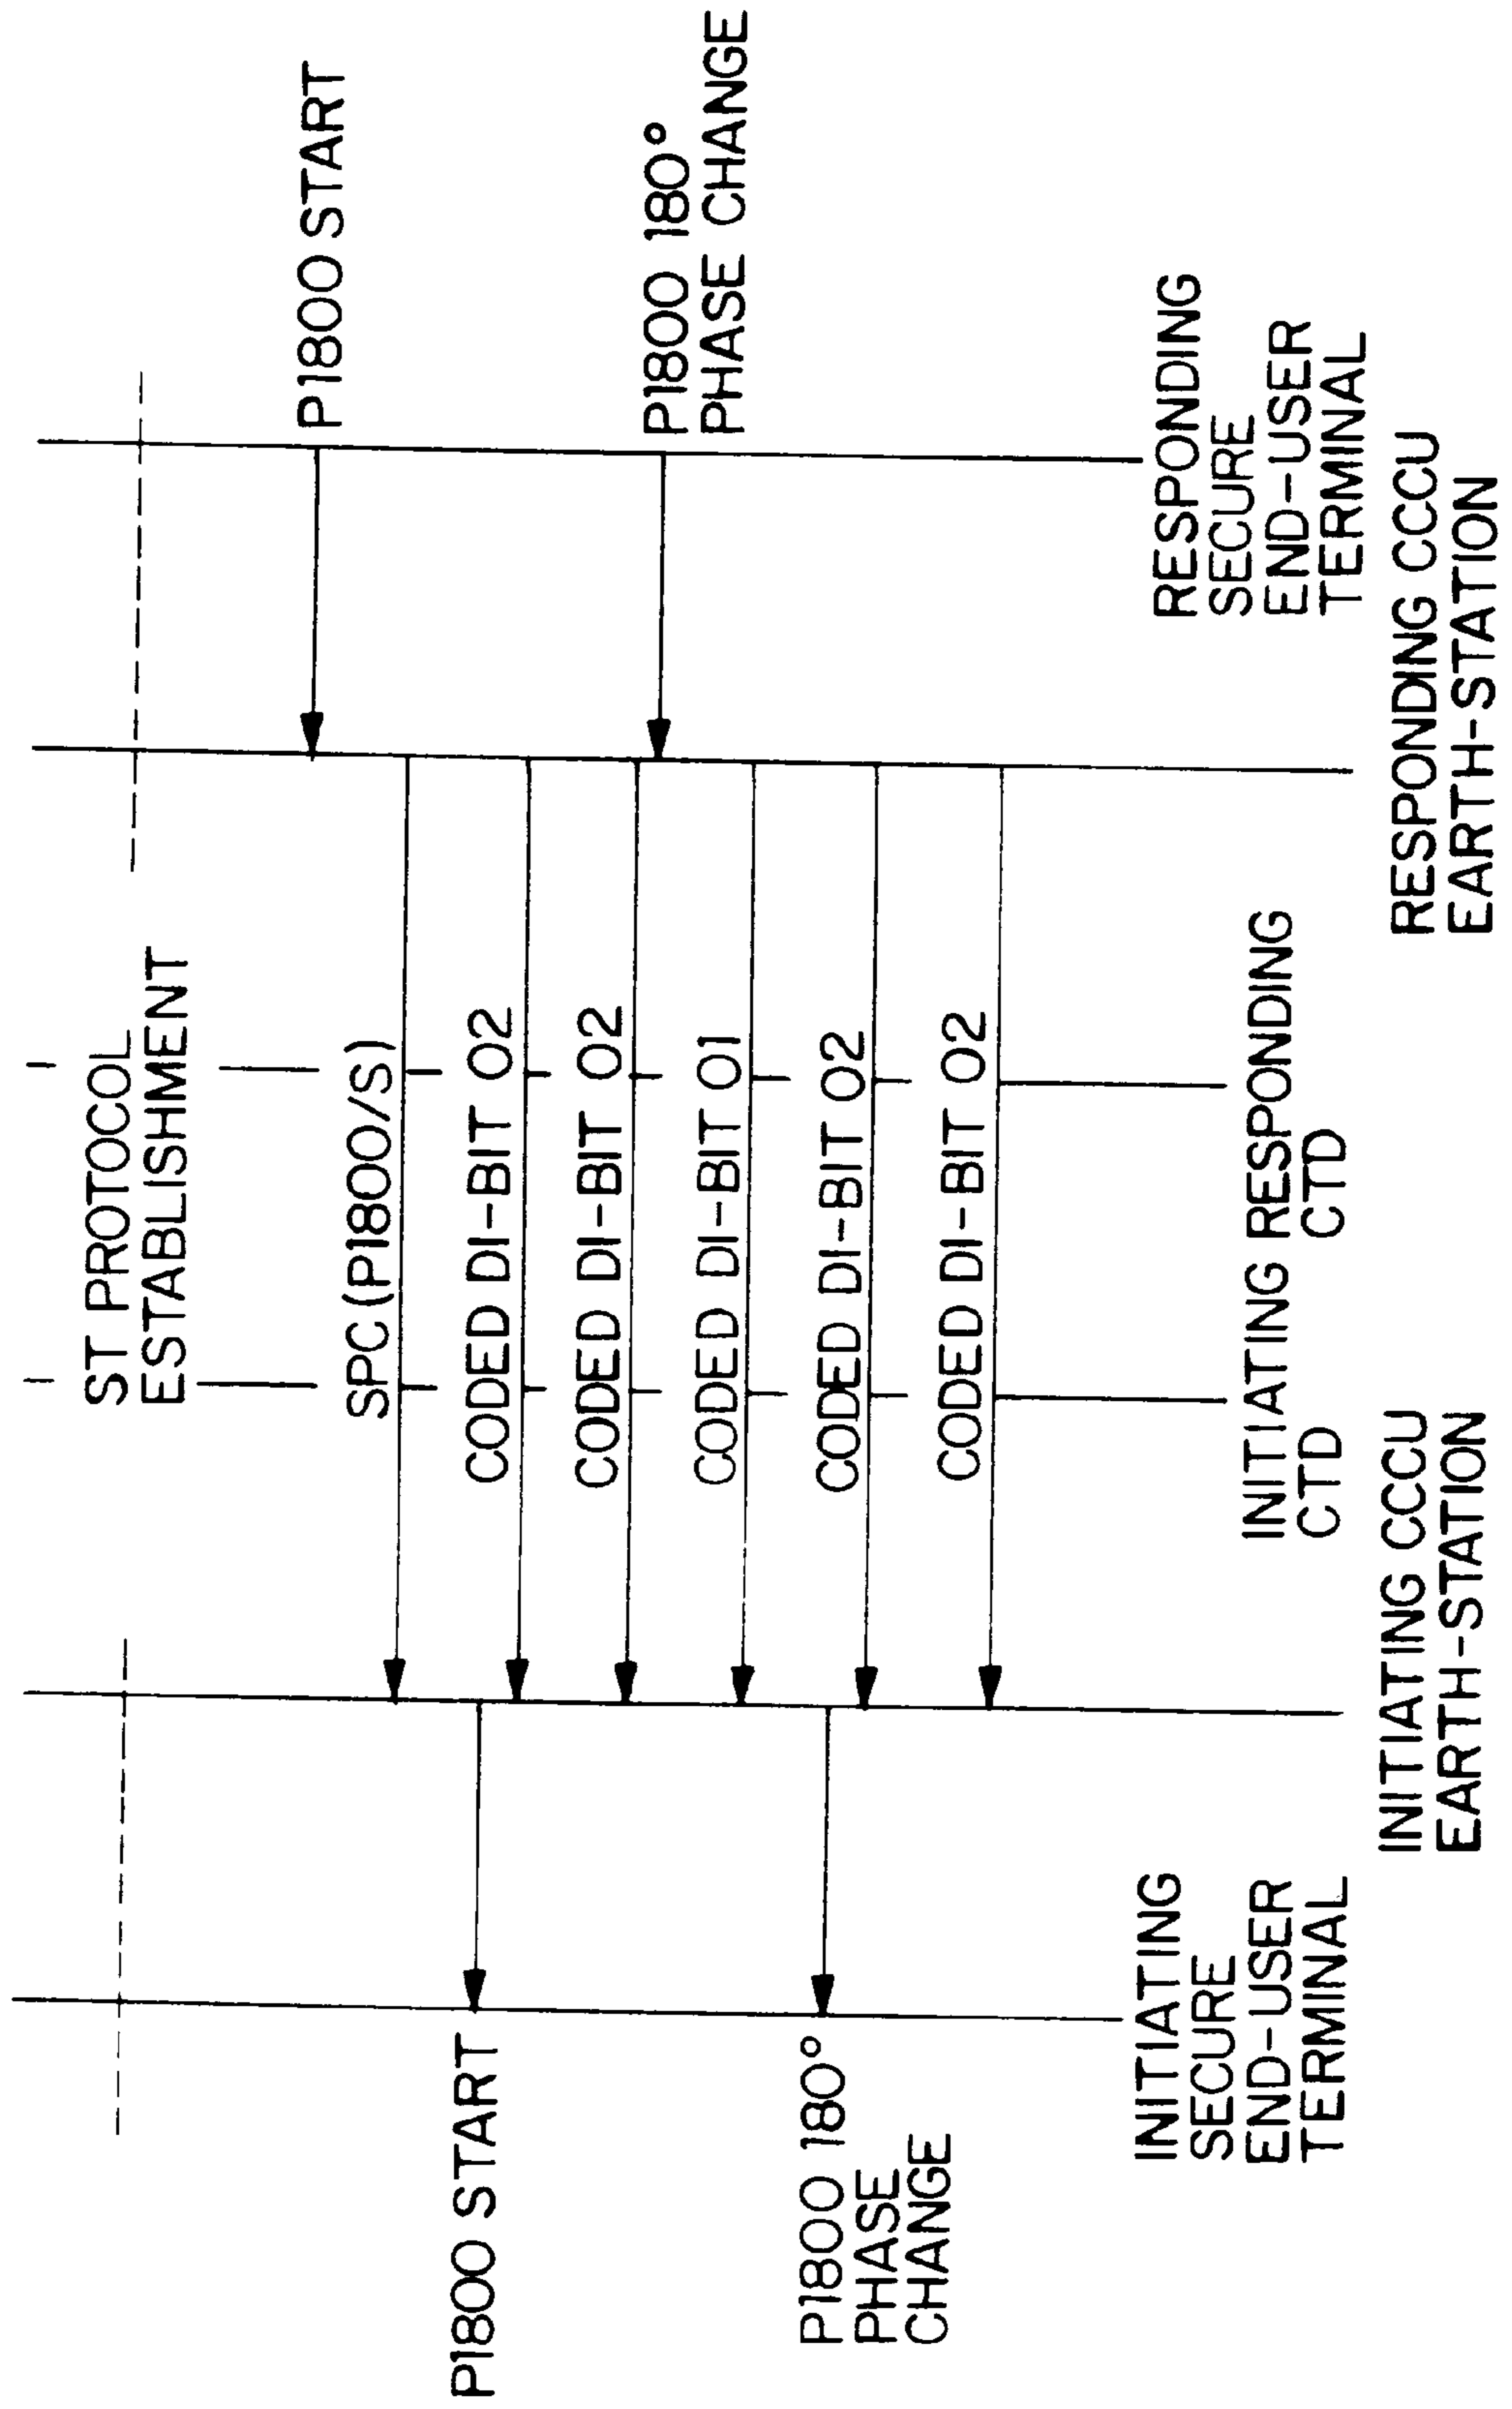 ST PROTOCOL
ESTABLISHMENT
P1800 START
SPC (P1800/S)
P1800 START
CODED DI-BIT 02
CODED DI-BIT 02
P1800 180°
PHASE CHANGE
CODED DI-BIT 01
P1800 180°
PHASE
CHANGE
CODED DI-BIT 02
CODED DI-BIT 02
INITIATING
SECURE
END-USER
TERMINAL
INITIATING
CTD
RESPONDING
CTD
RESPONDING
SECURE
END-USER
TERMINAL
INITIATING CCCU
EARTH-STATION
RESPONDING CCCU
EARTH-STATION